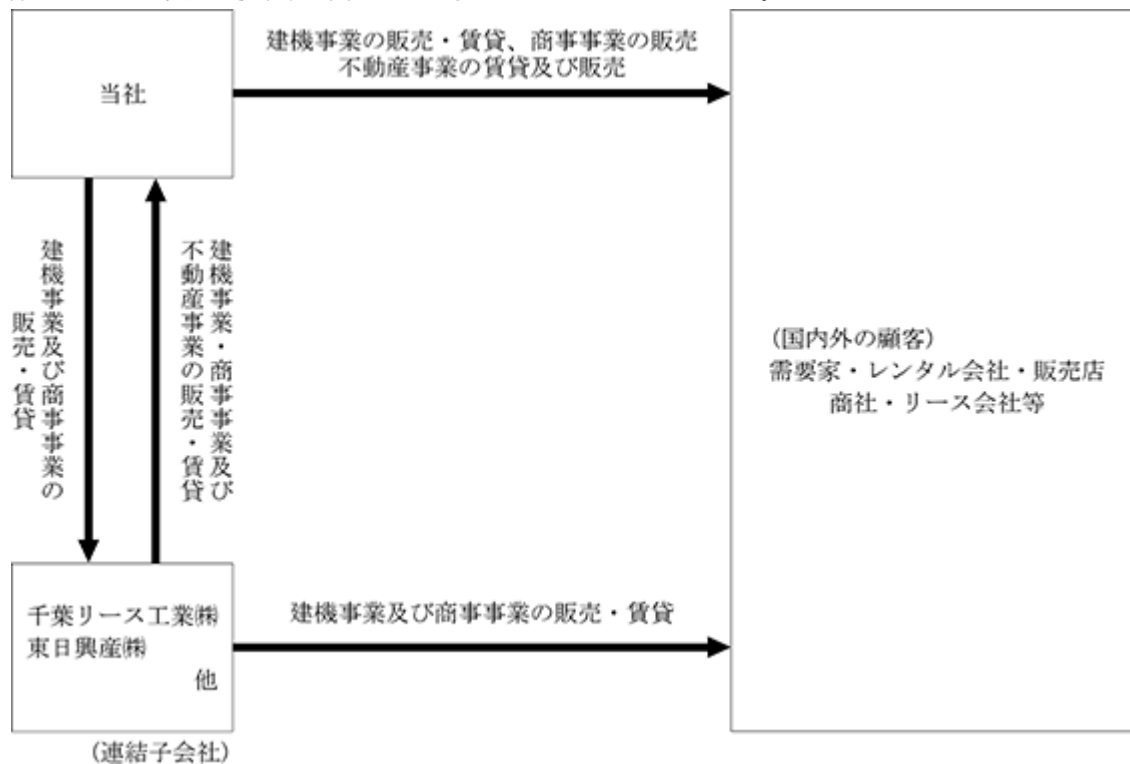 当社
建機事業の販売・賃貸、商事事業の販売
不動産事業の賃貸及び販売
建機事業及び商事事業の
販売・賃貸
建機事業・商事事業及び
不動産事業の販売・賃貸
(国内外の顧客)
需要家・レンタル会社・販売店
商社・リース会社等
千葉リース工業㈱
東日興産㈱
他
建機事業及び商事事業の販売・賃貸
(連結子会社)